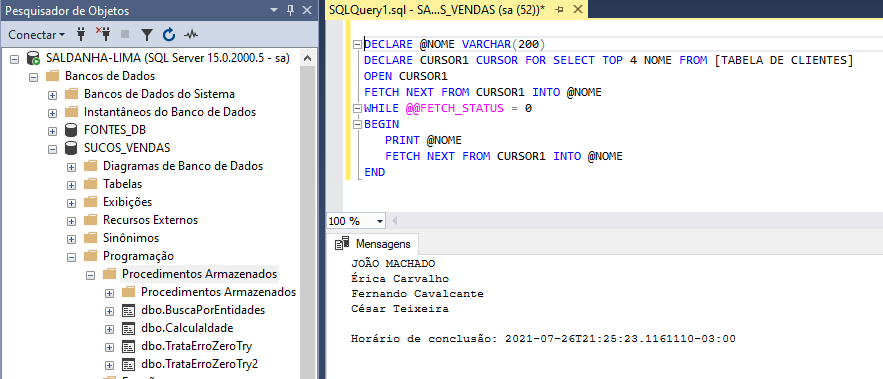 Pesquisador de Objetos
Conectar
SALDANHA-LIMA (SQL Server 15.0.2000.5 - sa)
Bancos de Dados
Bancos de Dados do Sistema
Instantâneos do Banco de Dados
FONTES_DB
SUCOS_VENDAS
Diagramas de Banco de Dados
Tabelas
Exibições
Recursos Externos
Sinônimos
Programação
Procedimentos Armazenados
Procedimentos Armazenados
dbo.BuscaPorEntidades
dbo.CalculaIdade
dbo.TrataErroZeroTry
dbo.TrataErroZeroTry2
SQLQuery1.sql - SA...S_VENDAS (sa (52))*
DECLARE @NOME VARCHAR(200)
DECLARE CURSOR1 CURSOR FOR SELECT TOP 4 NOME FROM [TABELA DE CLIENTES]
OPEN CURSOR1
FETCH NEXT FROM CURSOR1 INTO @NOME
WHILE @@FETCH_STATUS = 0
BEGIN
PRINT @NOME
FETCH NEXT FROM CURSOR1 INTO @NOME
END
100 %
Mensagens
JOÃO MACHADO
Érica Carvalho
Fernando Cavalcante
César Teixeira
Horário de conclusão: 2021-07-26T21:25:23.1161110-03:00